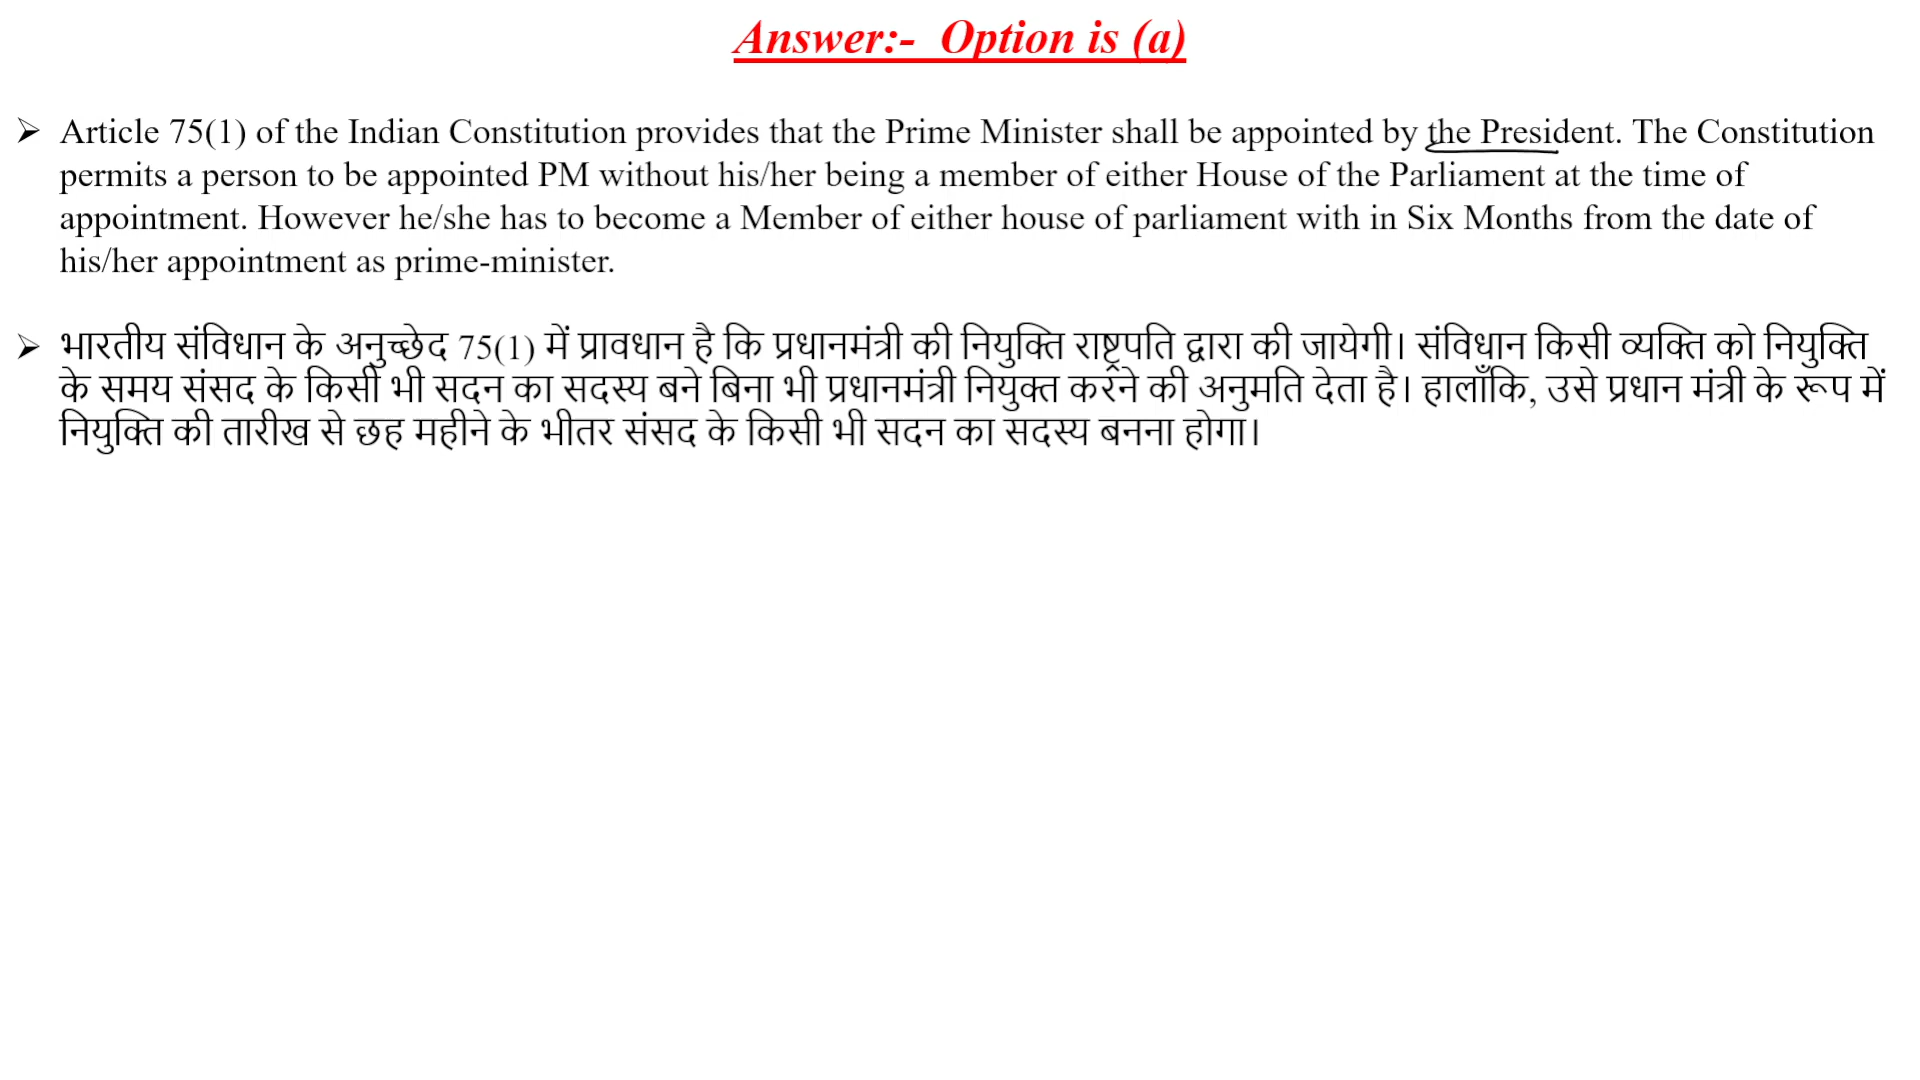 Answer:- Option is (a)
➢ Article 75(1) of the Indian Constitution provides that the Prime Minister shall be appointed by the President. The Constitution
permits a person to be appointed PM without his/her being a member of either House of the Parliament at the time of
appointment. However he/she has to become a Member of either house of parliament with in Six Months from the date of
his/her appointment as prime-minister.
➢ भारतीय संविधान के अनुच्छेद 75(1) में प्रावधान है कि प्रधानमंत्री की नियुक्ति राष्ट्रपति द्वारा की जायेगी। संविधान किसी व्यक्ति को नियुक्ति
के समय संसद के किसी भी सदन का सदस्य बने बिना भी प्रधानमंत्री नियुक्त करने की अनुमति देता है। हालाँकि, उसे प्रधान मंत्री के रूप में
नियुक्ति की तारीख से छह महीने के भीतर संसद के किसी भी सदन का सदस्य बनना होगा।